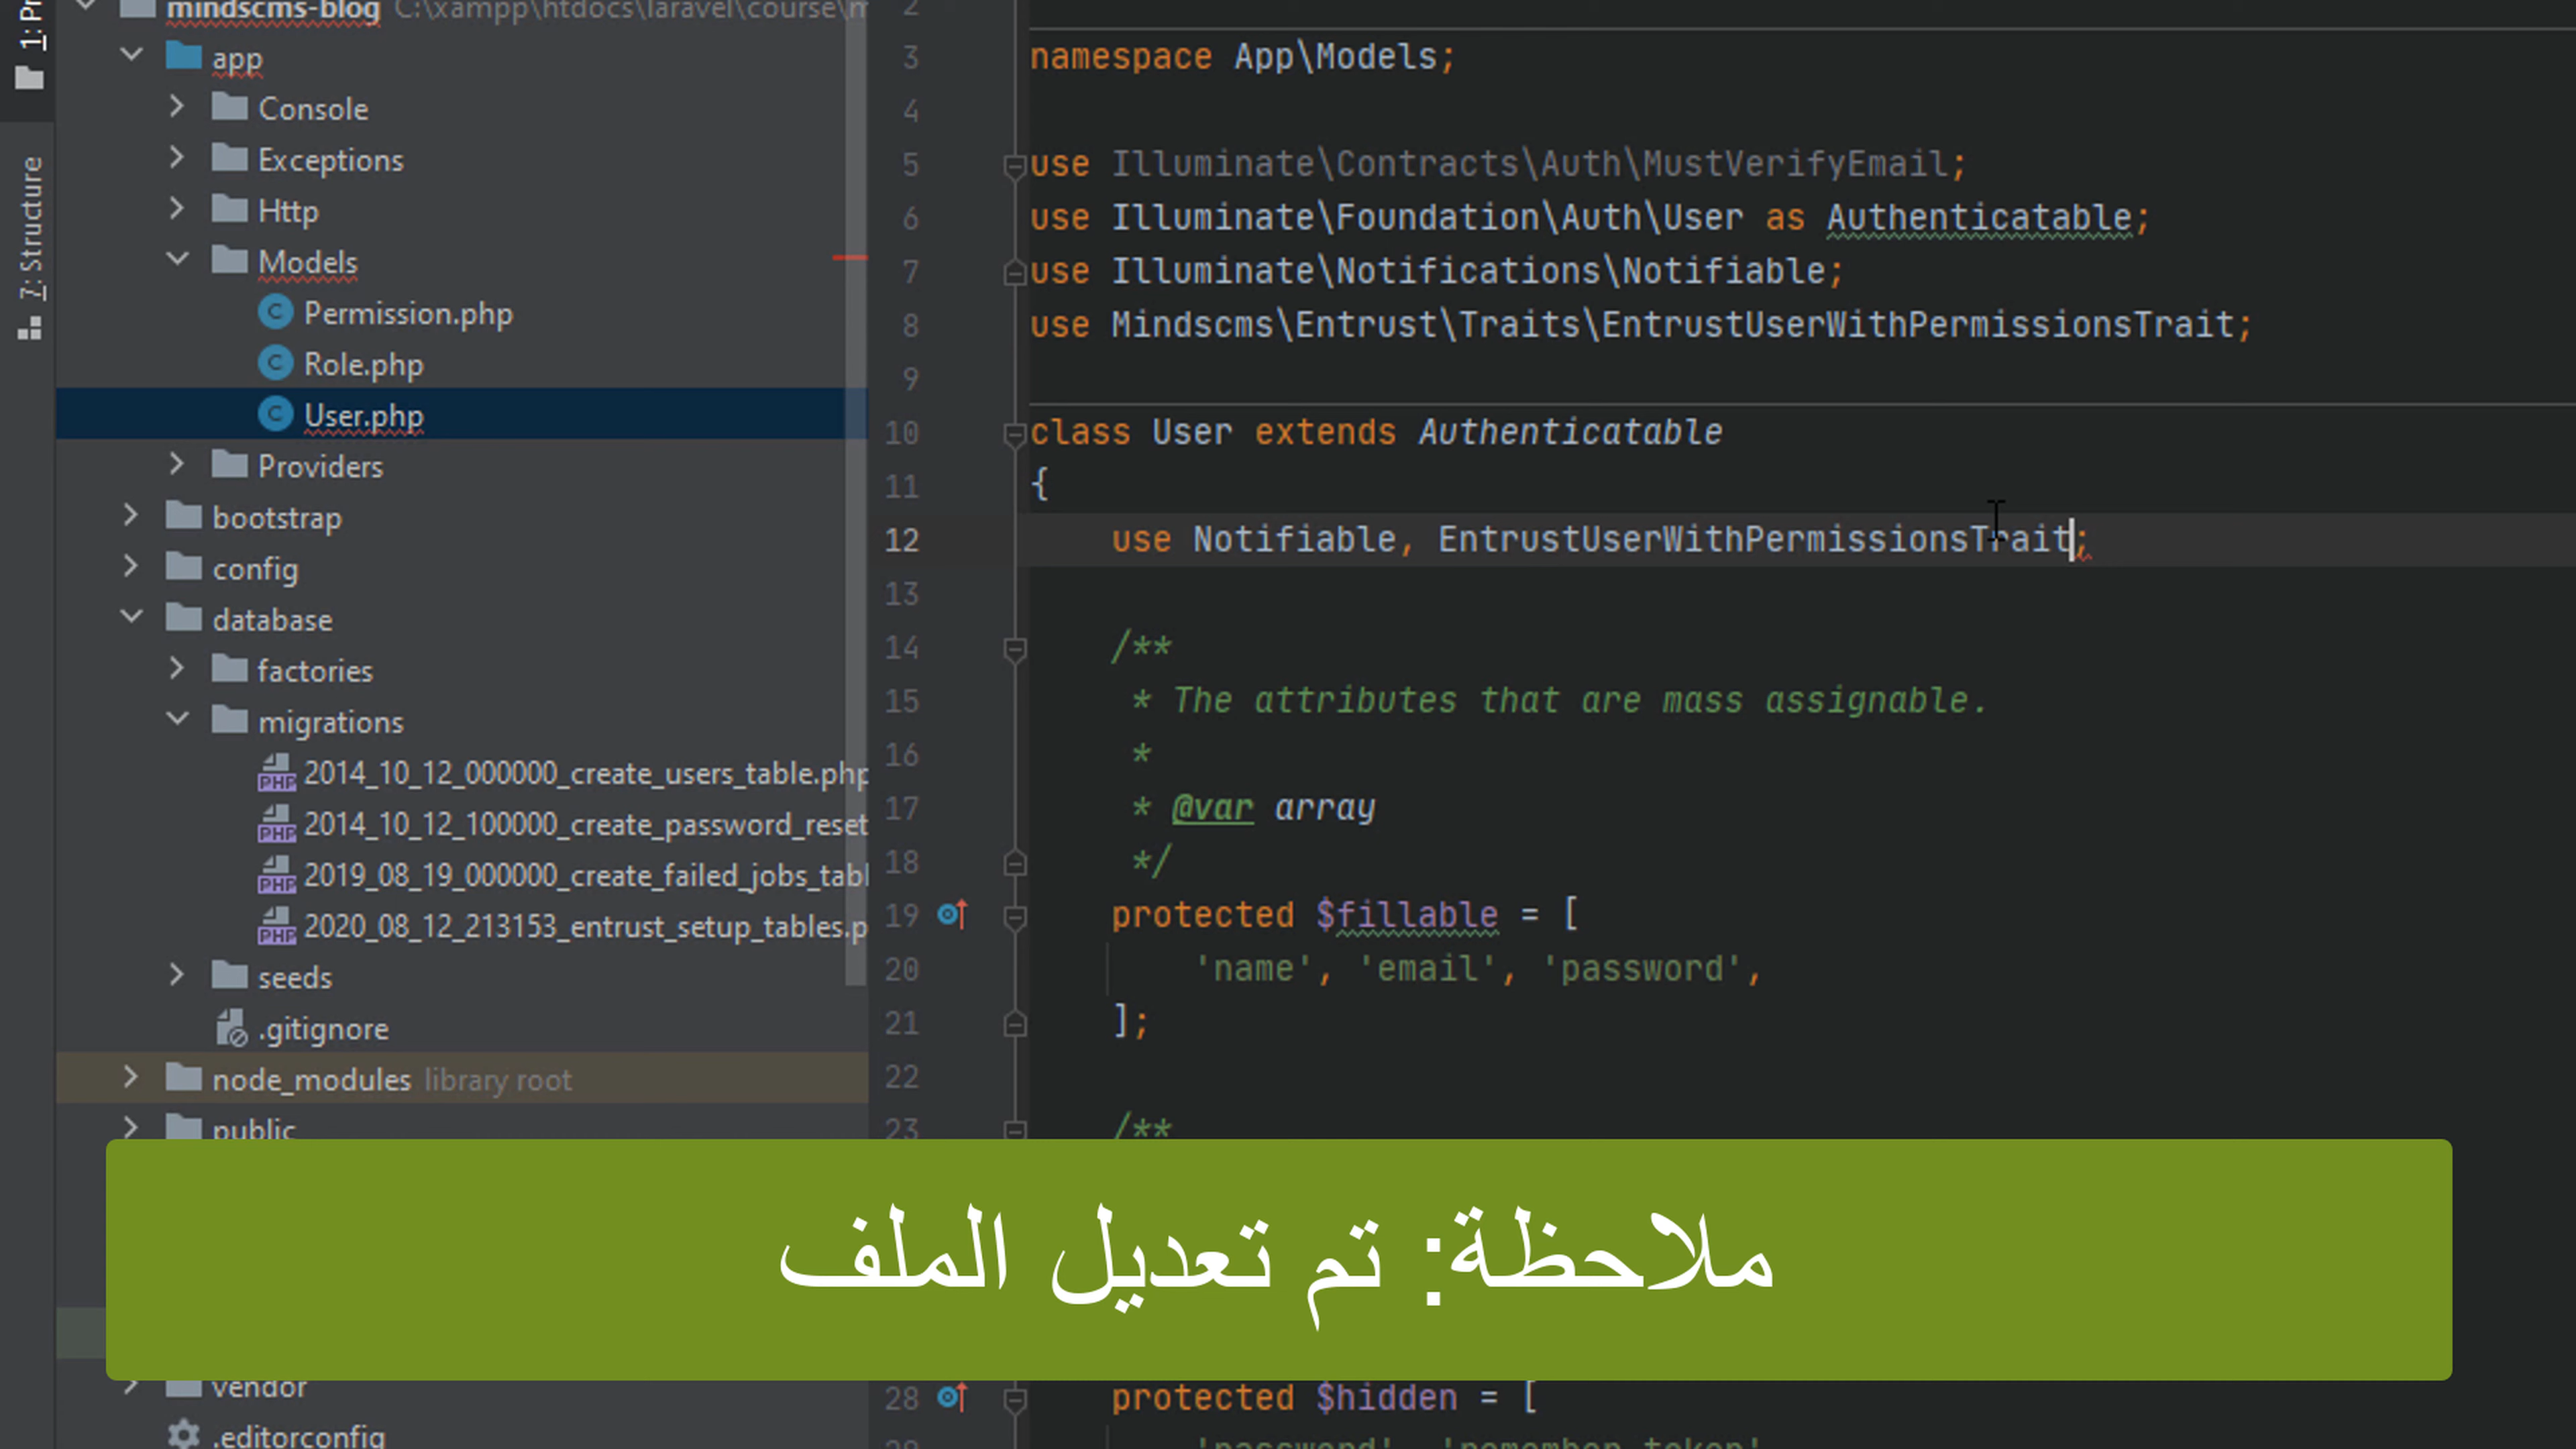 mindscms-blog C:\xampp\htdocs\laravel\course\
app
Console
Exceptions
Http
Models
Permission.php
Role.php
User.php
Providers
bootstrap
config
database
factories
migrations
2014_10_12_000000_create_users_table.php
2014_10_12_100000_create_password_reset
2019_08_19_000000_create_failed_jobs_tabl
2020_08_12_213153_entrust_setup_tables.p
seeds
.gitignore
node_modules library root
public
vendor
.editorconfig
1: Pr
7: Structure
2
3 namespace App\Models;
4
5 use Illuminate\Contracts\Auth\MustVerifyEmail;
6 use Illuminate\Foundation\Auth\User as Authenticatable;
7 use Illuminate\Notifications\Notifiable;
8 use Mindscms\Entrust\Traits\EntrustUserWithPermissionsTrait;
9
10 class User extends Authenticatable
11 {
12 use Notifiable, EntrustUserWithPermissionsTrait;
13
14 /**
15 * The attributes that are mass assignable.
16 *
17 * @var array
18 */
19 protected $fillable = [
20 'name', 'email', 'password',
21 ];
22
23 /**
28 protected $hidden = [
ملاحظة: تم تعديل الملف